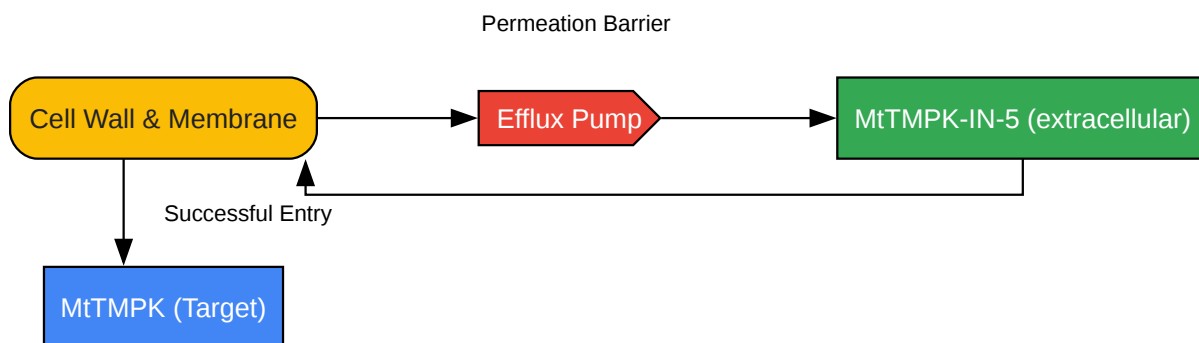 Permeation Barrier
Cell Wall & Membrane
Efflux Pump
MtTMPK-IN-5 (extracellular)
Successful Entry
MtTMPK (Target)